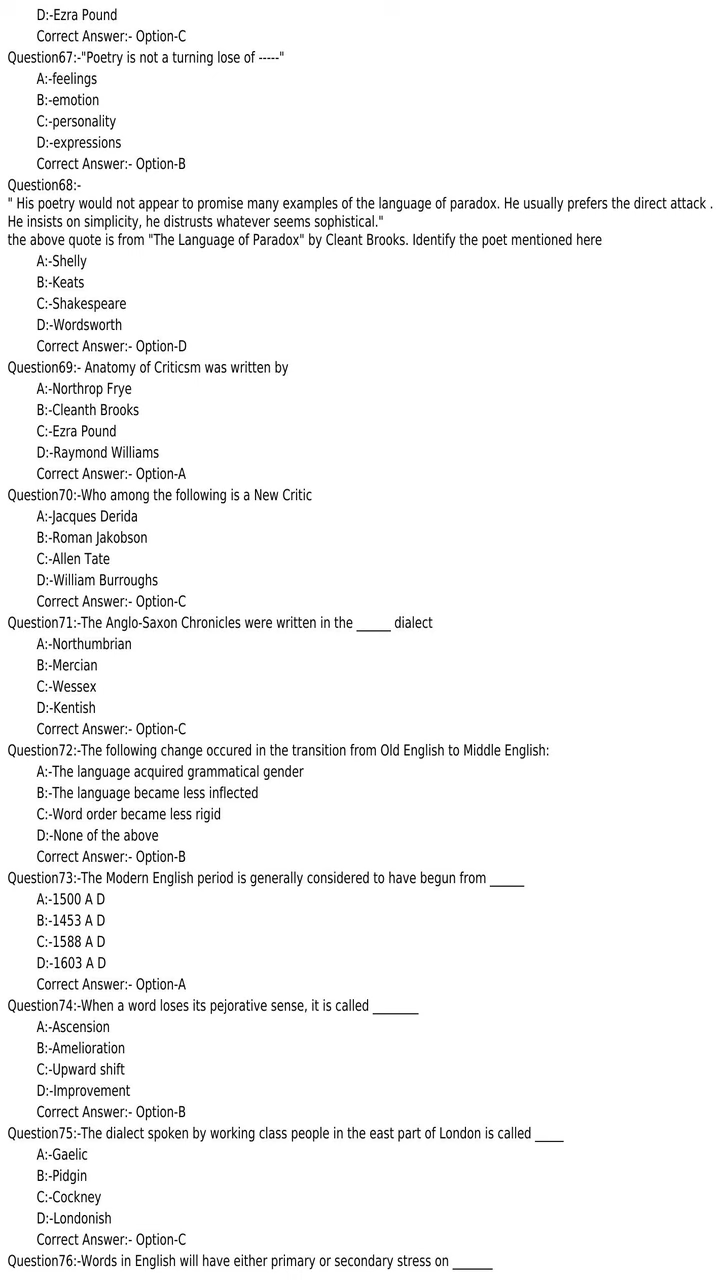 D:-Ezra Pound
Correct Answer:- Option-C
Question67:-"Poetry is not a turning lose of -----"
A:-feelings
B:-emotion
C:-personality
D:-expressions
Correct Answer:- Option-B
Question68:-
" His poetry would not appear to promise many examples of the language of paradox. He usually prefers the direct attack .
He insists on simplicity, he distrusts whatever seems sophistical."
the above quote is from "The Language of Paradox" by Cleant Brooks. Identify the poet mentioned here
A:-Shelly
B:-Keats
C:-Shakespeare
D:-Wordsworth
Correct Answer:- Option-D
Question69:- Anatomy of Criticsm was written by
A:-Northrop Frye
B:-Cleanth Brooks
C:-Ezra Pound
D:-Raymond Williams
Correct Answer:- Option-A
Question70:-Who among the following is a New Critic
A:-Jacques Derida
B:-Roman Jakobson
C:-Allen Tate
D:-William Burroughs
Correct Answer:- Option-C
Question71:-The Anglo-Saxon Chronicles were written in the _____ dialect
A:-Northumbrian
B:-Mercian
C:-Wessex
D:-Kentish
Correct Answer:- Option-C
Question72:-The following change occured in the transition from Old English to Middle English:
A:-The language acquired grammatical gender
B:-The language became less inflected
C:-Word order became less rigid
D:-None of the above
Correct Answer:- Option-B
Question73:-The Modern English period is generally considered to have begun from _____
A:-1500 A D
B:-1453 A D
C:-1588 A D
D:-1603 A D
Correct Answer:- Option-A
Question74:-When a word loses its pejorative sense, it is called _______
A:-Ascension
B:-Amelioration
C:-Upward shift
D:-Improvement
Correct Answer:- Option-B
Question75:-The dialect spoken by working class people in the east part of London is called ____
A:-Gaelic
B:-Pidgin
C:-Cockney
D:-Londonish
Correct Answer:- Option-C
Question76:-Words in English will have either primary or secondary stress on ______